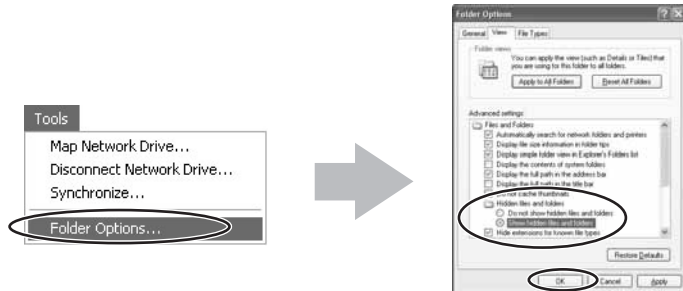 Tools
Map Network Drive...
Disconnect Network Drive...
Synchronize...
Folder Options...
Folder Options
General View File Types
Folder views
You can apply the view (such as Details or Tiles) that
you are using for this folder to all folders.
Apply to All Folders Reset All Folders
Advanced settings:
Files and Folders
Automatically search for network folders and printers
Display file size information in folder tips
Display simple folder view in Explorer's Folders list
Display the contents of system folders
Display the full path in the address bar
Display the full path in the title bar
Do not cache thumbnails
Hidden files and folders
Do not show hidden files and folders
Show hidden files and folders
Hide extensions for known file types
Restore Defaults
OK Cancel Apply